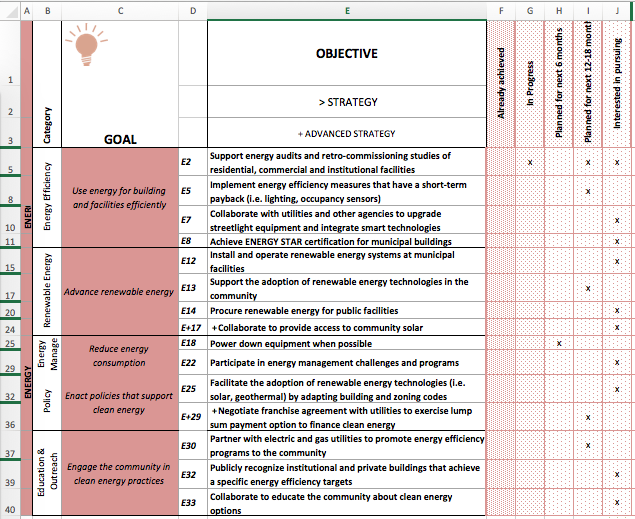 A B C D E F G H I J
1
OBJECTIVE
2
> STRATEGY
3
Category
GOAL
+ ADVANCED STRATEGY
Already achieved
In Progress
Planned for next 6 months
Planned for next 12-18 mont
Interested in pursuing
ENER
Energy Efficiency
Use energy for building
and facilities efficiently
5
E2
Support energy audits and retro-commissioning studies of
residential, commercial and institutional facilities
x x x
8
E5
Implement energy efficiency measures that have a short-term
payback (i.e. lighting, occupancy sensors)
x
10
E7
Collaborate with utilities and other agencies to upgrade
streetlight equipment and integrate smart technologies
x
11
E8
Achieve ENERGY STAR certification for municipal buildings
x
Renewable Energy
Advance renewable energy
15
E12
Install and operate renewable energy systems at municipal
facilities
x
17
E13
Support the adoption of renewable energy technologies in the
community
x
20
E14
Procure renewable energy for public facilities
x
24
E+17
+Collaborate to provide access to community solar
x
ENERGY
Energy
Manage
Reduce energy
consumption
25
E18
Power down equipment when possible
x
29
E22
Participate in energy management challenges and programs
x
Policy
Enact policies that support
clean energy
32
E25
Facilitate the adoption of renewable energy technologies (i.e.
solar, geothermal) by adapting building and zoning codes
x
36
E+29
+Negotiate franchise agreement with utilities to exercise lump
sum payment option to finance clean energy
x
Education &
Outreach
Engage the community in
clean energy practices
37
E30
Partner with electric and gas utilities to promote energy efficiency
programs to the community
x
39
E32
Publicly recognize institutional and private buildings that achieve
a specific energy efficiency targets
x
40
E33
Collaborate to educate the community about clean energy
options
x